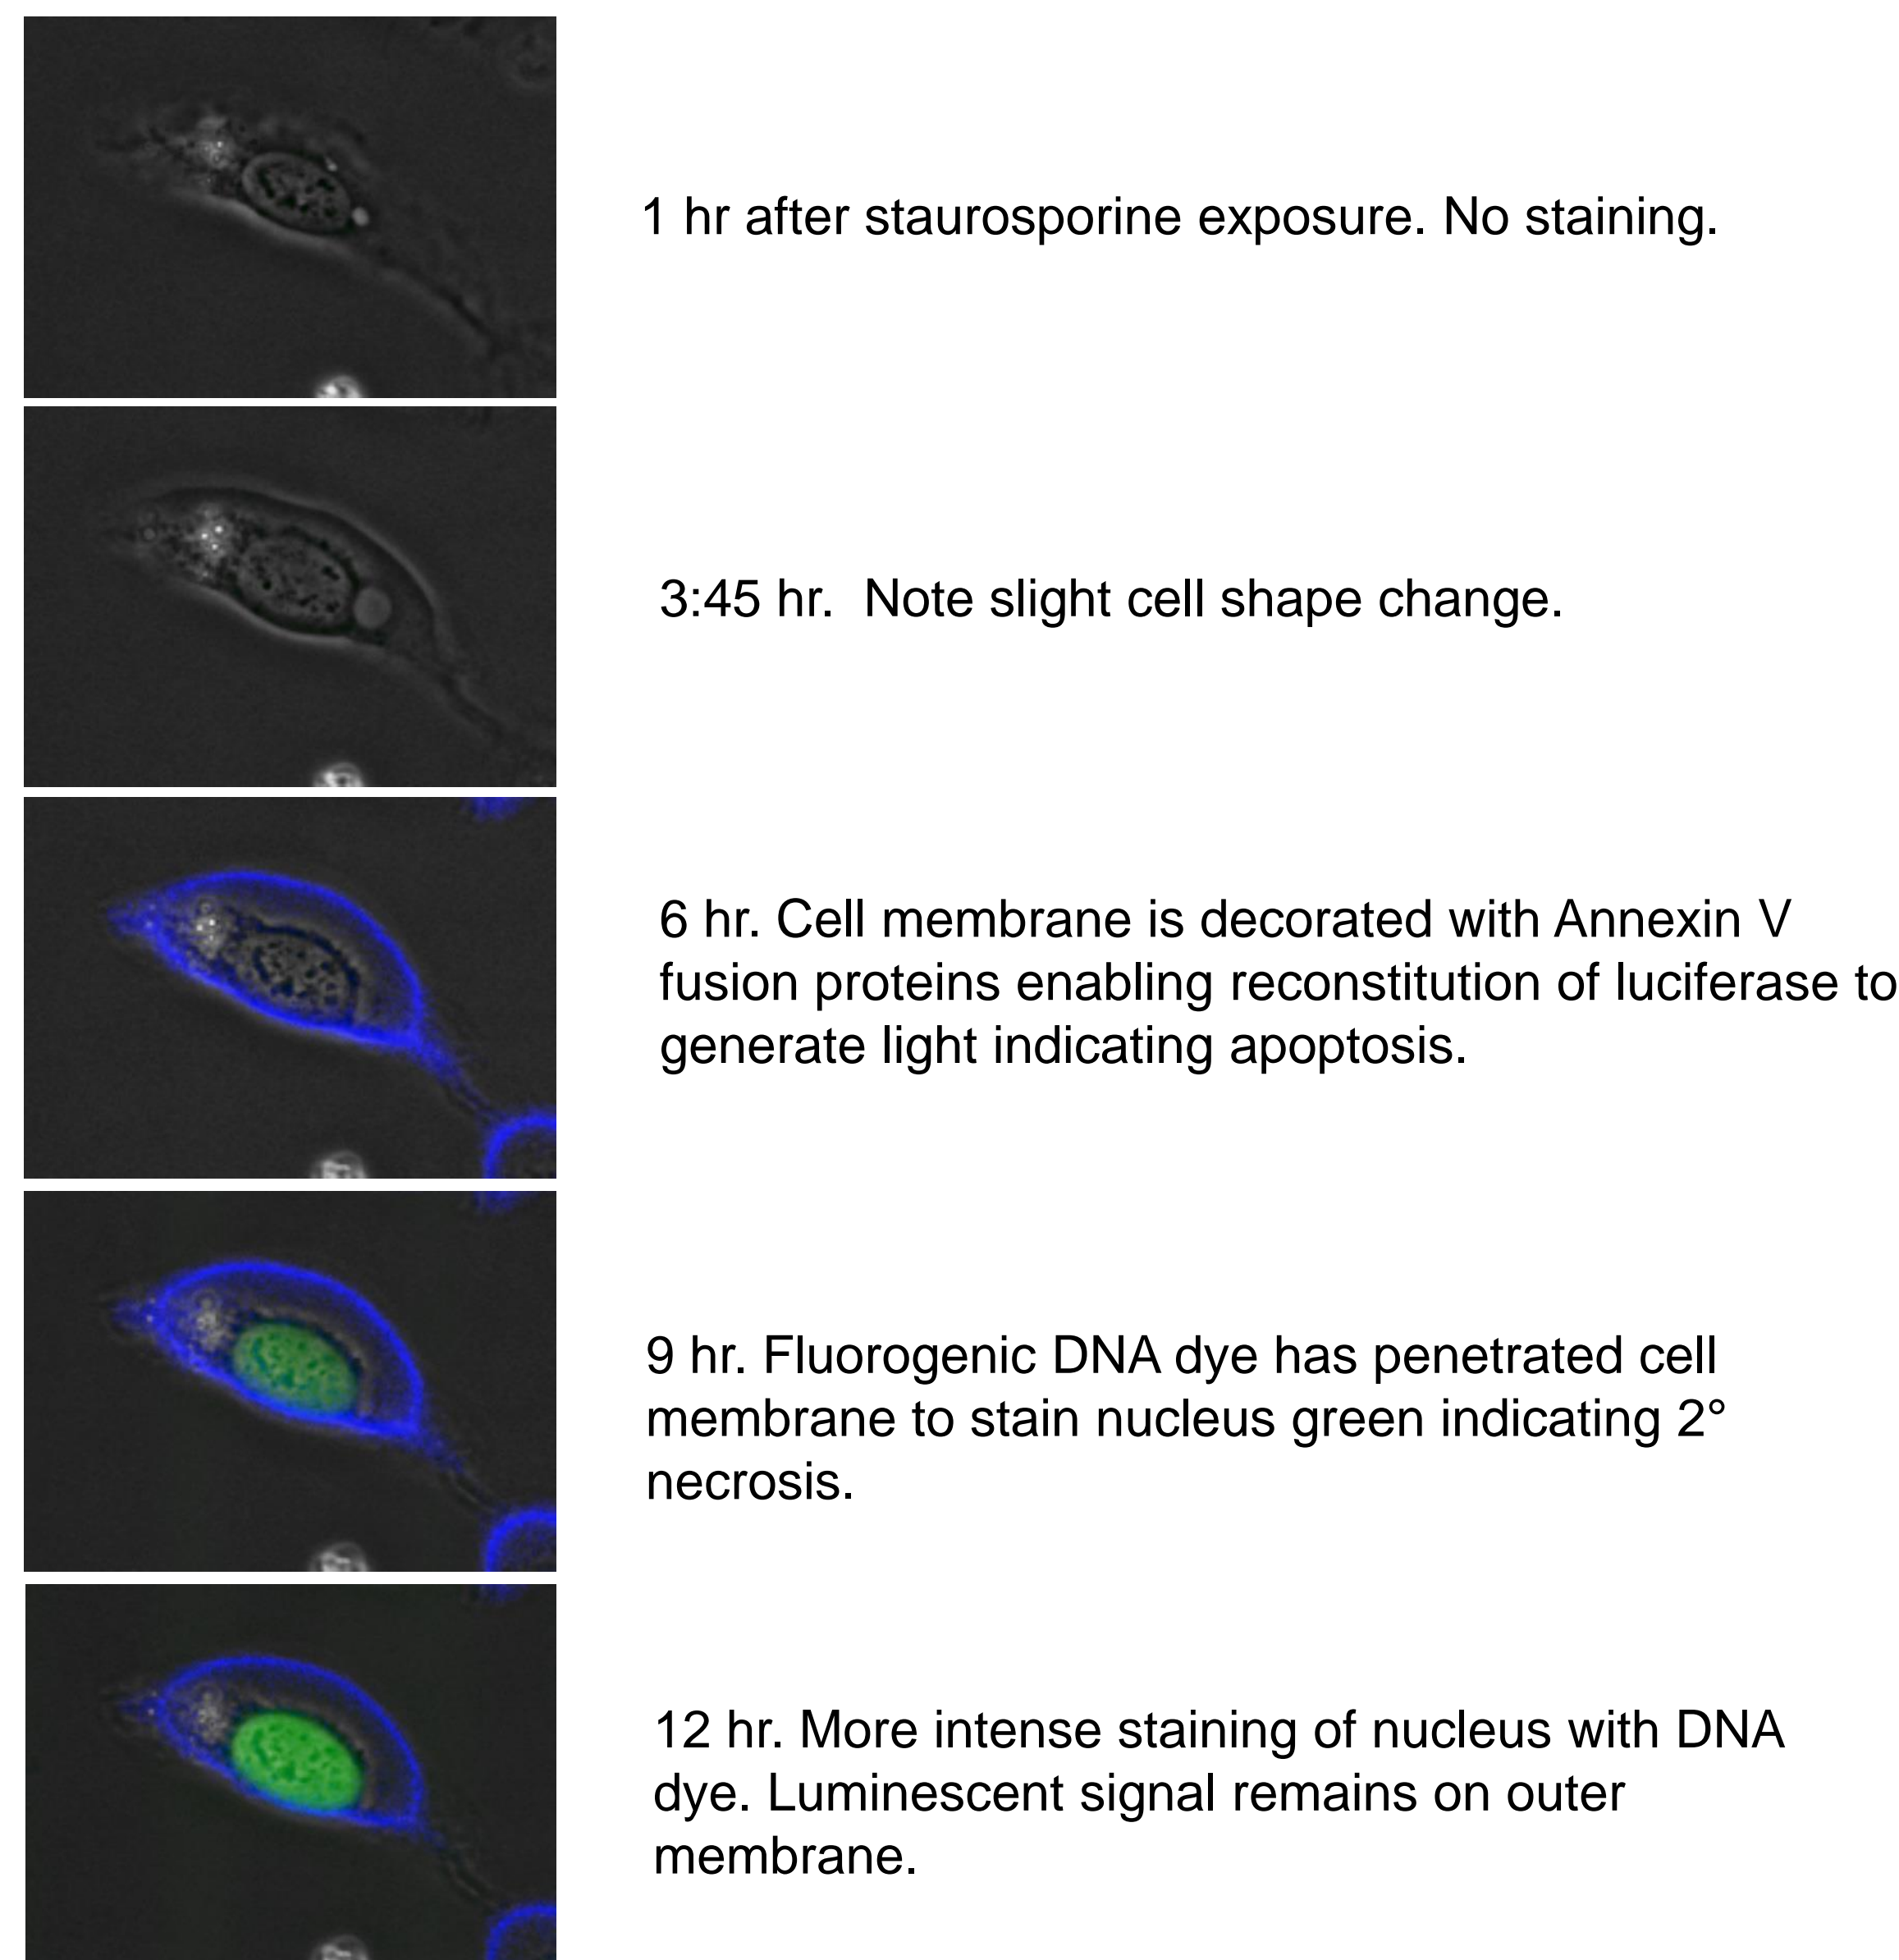 1 hr after staurosporine exposure. No staining.
3:45 hr.  Note slight cell shape change.
6 hr. Cell membrane is decorated with Annexin V
fusion proteins enabling reconstitution of luciferase to
generate light indicating apoptosis.
9 hr. Fluorogenic DNA dye has penetrated cell
membrane to stain nucleus green indicating 2°
necrosis.
12 hr. More intense staining of nucleus with DNA
dye. Luminescent signal remains on outer
membrane.